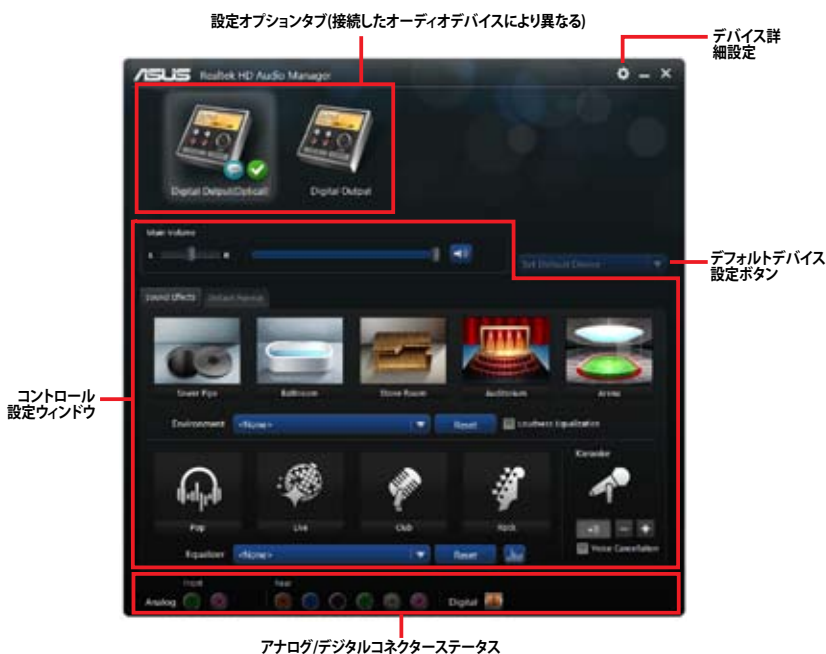 設定オプションタブ(接続したオーディオデバイスにより異なる)
デバイス詳
細設定
ASUS Realtek HD Audio Manager
Digital Output(Optical)
Digital Output
Main Volume
L R
Set Default Device
デフォルトデバイス
設定ボタン
Sound Effects Default Format
コントロール
設定ウィンドウ
Sewer Pipe
Bathroom
Stone Room
Auditorium
Arena
Environment <None> Reset Loudness Equalization
Karaoke
Pop
Live
Club
Rock
+0 − +
Equalizer <None> Reset
Voice Cancellation
Front Rear
Analog Digital
アナログ/デジタルコネクターステータス